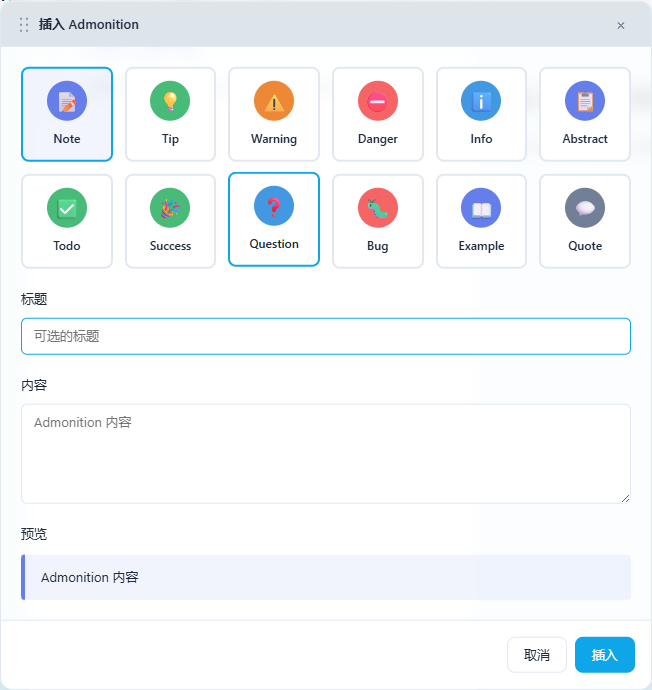 插入 Admonition
×
Note Tip Warning Danger Info Abstract
Todo Success Question Bug Example Quote
标题
可选的标题
内容
Admonition 内容
预览
Admonition 内容
取消 插入